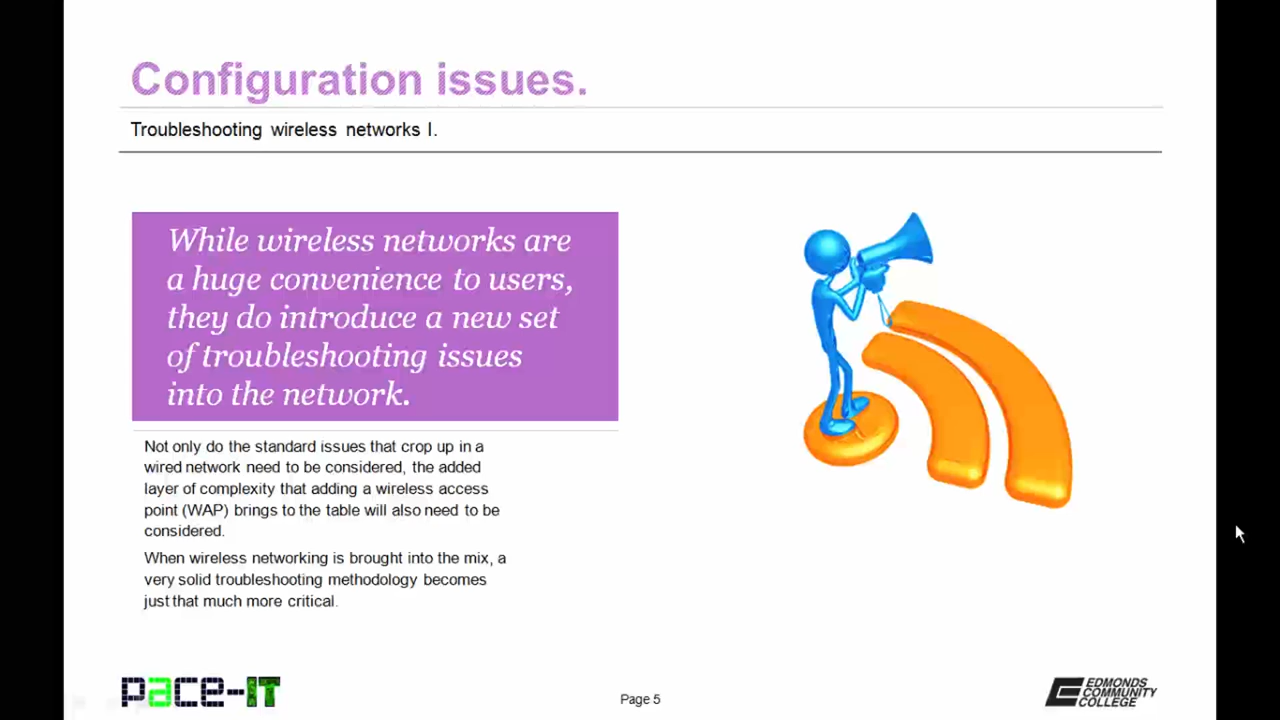 Configuration issues.
Troubleshooting wireless networks I.
While wireless networks are
a huge convenience to users,
they do introduce a new set
of troubleshooting issues
into the network.
Not only do the standard issues that crop up in a
wired network need to be considered, the added
layer of complexity that adding a wireless access
point (WAP) brings to the table will also need to be
considered.
When wireless networking is brought into the mix, a
very solid troubleshooting methodology becomes
just that much more critical.
pace-IT
Page 5
EDMONDS
COMMUNITY
COLLEGE